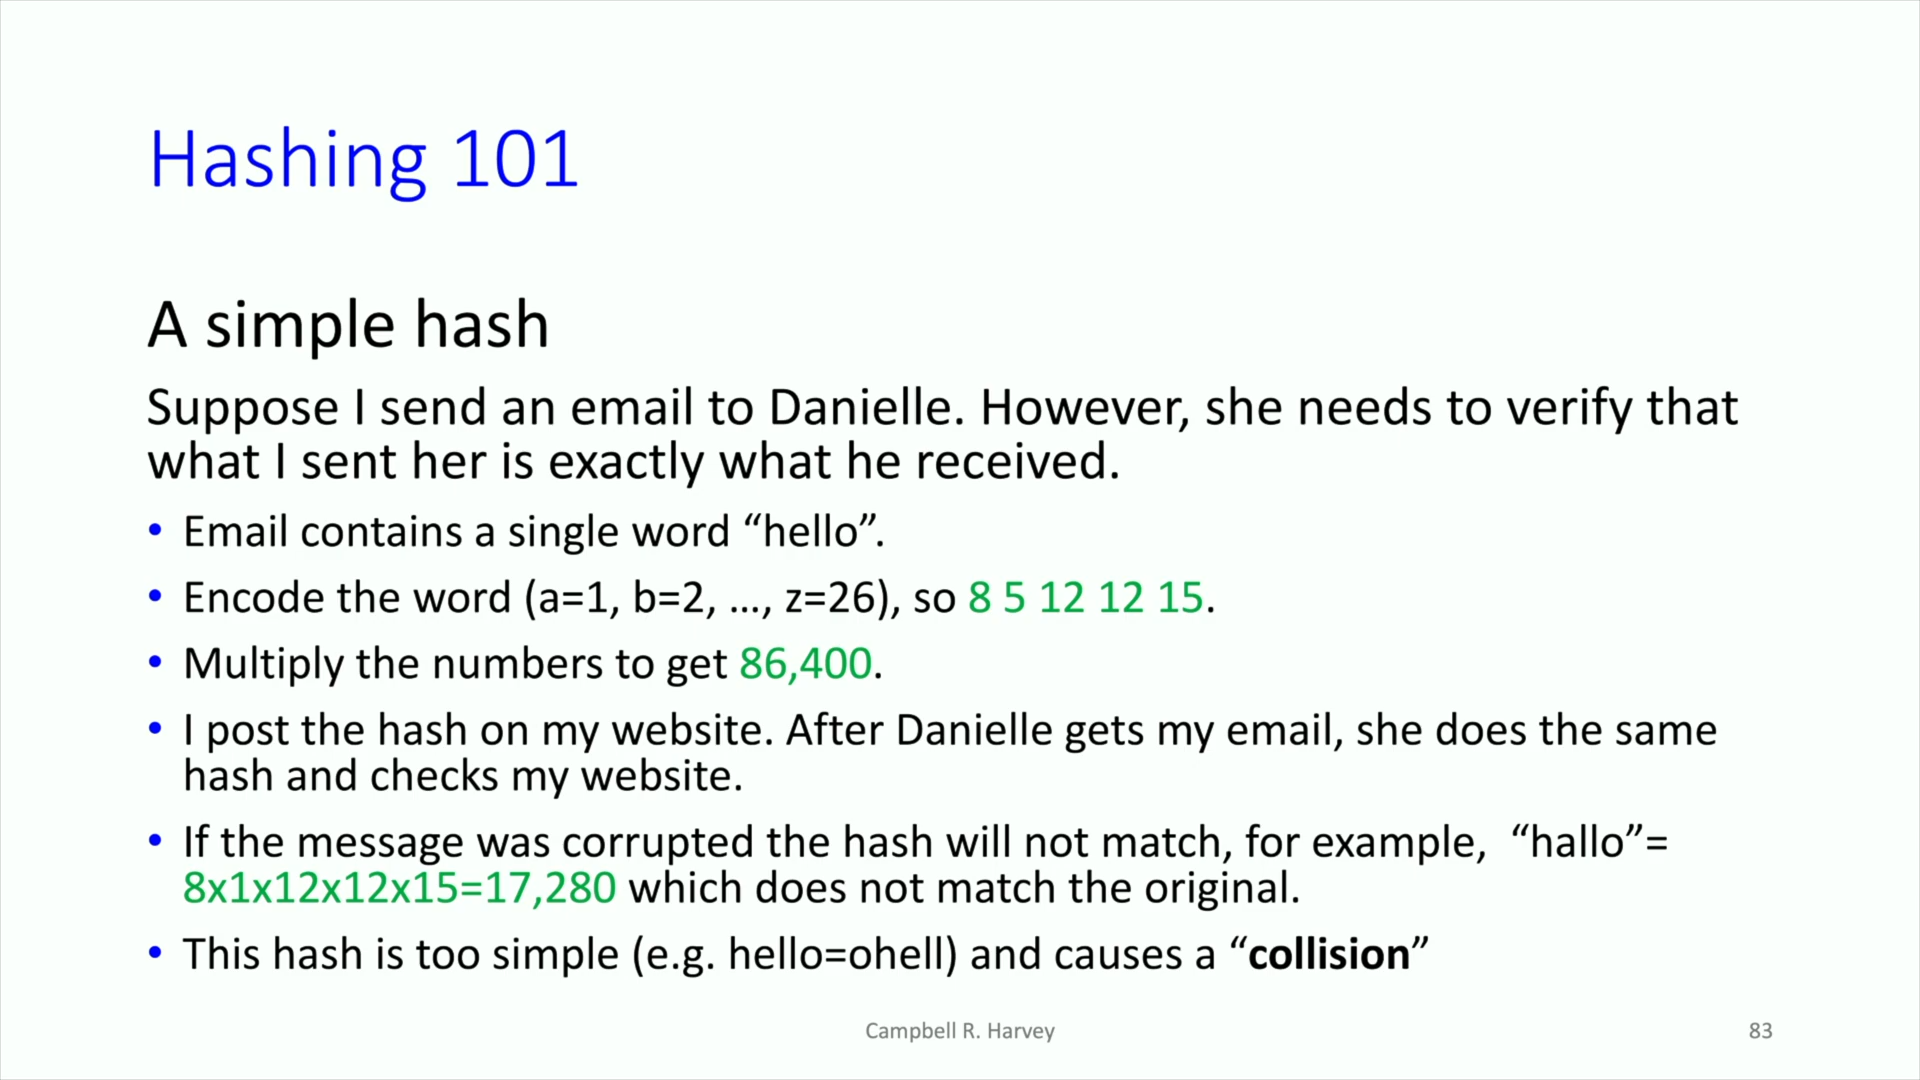 Hashing 101
A simple hash
Suppose I send an email to Danielle. However, she needs to verify that
what I sent her is exactly what he received.
• Email contains a single word “hello”.
• Encode the word (a=1, b=2, …, z=26), so 8 5 12 12 15.
• Multiply the numbers to get 86,400.
• I post the hash on my website. After Danielle gets my email, she does the same
hash and checks my website.
• If the message was corrupted the hash will not match, for example,  “hallo”=
8x1x12x12x15=17,280 which does not match the original.
• This hash is too simple (e.g. hello=ohell) and causes a “collision”
Campbell R. Harvey
83